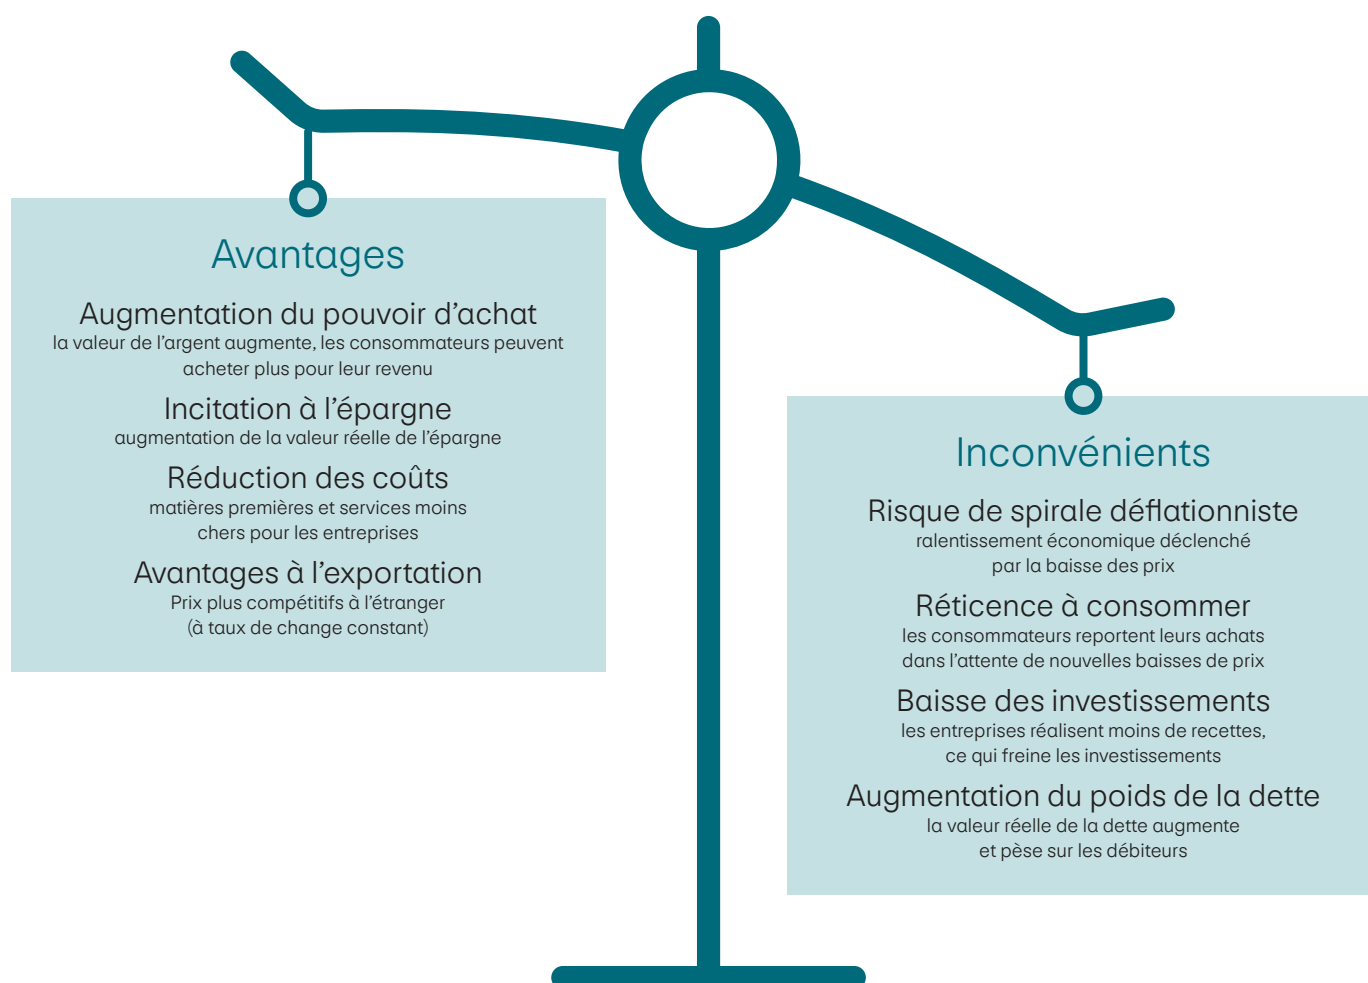 Avantages
Augmentation du pouvoir d’achat
la valeur de l’argent augmente, les consommateurs peuvent
acheter plus pour leur revenu
Incitation à l’épargne
augmentation de la valeur réelle de l’épargne
Réduction des coûts
matières premières et services moins
chers pour les entreprises
Avantages à l’exportation
Prix plus compétitifs à l’étranger
(à taux de change constant)
Inconvénients
Risque de spirale déflationniste
ralentissement économique déclenché
par la baisse des prix
Réticence à consommer
les consommateurs reportent leurs achats
dans l’attente de nouvelles baisses de prix
Baisse des investissements
les entreprises réalisent moins de recettes,
ce qui freine les investissements
Augmentation du poids de la dette
la valeur réelle de la dette augmente
et pèse sur les débiteurs